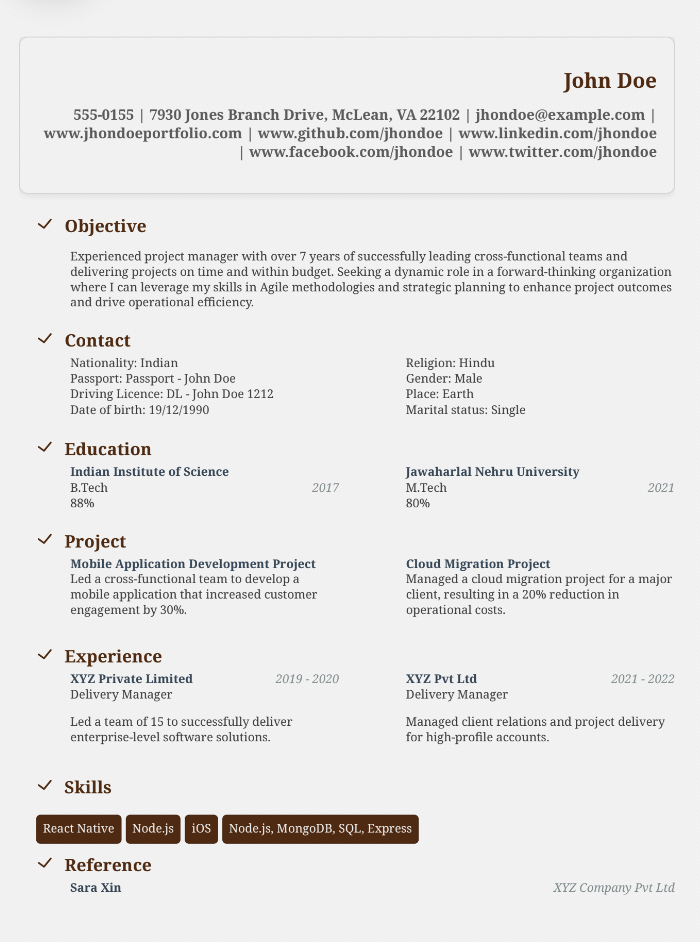 John Doe
555-0155 | 7930 Jones Branch Drive, McLean, VA 22102 | jhondoe@example.com |
www.jhondoeportfolio.com | www.github.com/jhondoe | www.linkedin.com/jhondoe
| www.facebook.com/jhondoe | www.twitter.com/jhondoe
Objective
Experienced project manager with over 7 years of successfully leading cross-functional teams and
delivering projects on time and within budget. Seeking a dynamic role in a forward-thinking organization
where I can leverage my skills in Agile methodologies and strategic planning to enhance project outcomes
and drive operational efficiency.
Contact
Nationality: Indian
Passport: Passport - John Doe
Driving Licence: DL - John Doe 1212
Date of birth: 19/12/1990
Religion: Hindu
Gender: Male
Place: Earth
Marital status: Single
Education
Indian Institute of Science
B.Tech 2017
88%
Jawaharlal Nehru University
M.Tech 2021
80%
Project
Mobile Application Development Project
Led a cross-functional team to develop a
mobile application that increased customer
engagement by 30%.
Cloud Migration Project
Managed a cloud migration project for a major
client, resulting in a 20% reduction in
operational costs.
Experience
XYZ Private Limited 2019 - 2020
Delivery Manager
Led a team of 15 to successfully deliver
enterprise-level software solutions.
XYZ Pvt Ltd 2021 - 2022
Delivery Manager
Managed client relations and project delivery
for high-profile accounts.
Skills
React Native Node.js iOS Node.js, MongoDB, SQL, Express
Reference
Sara Xin XYZ Company Pvt Ltd